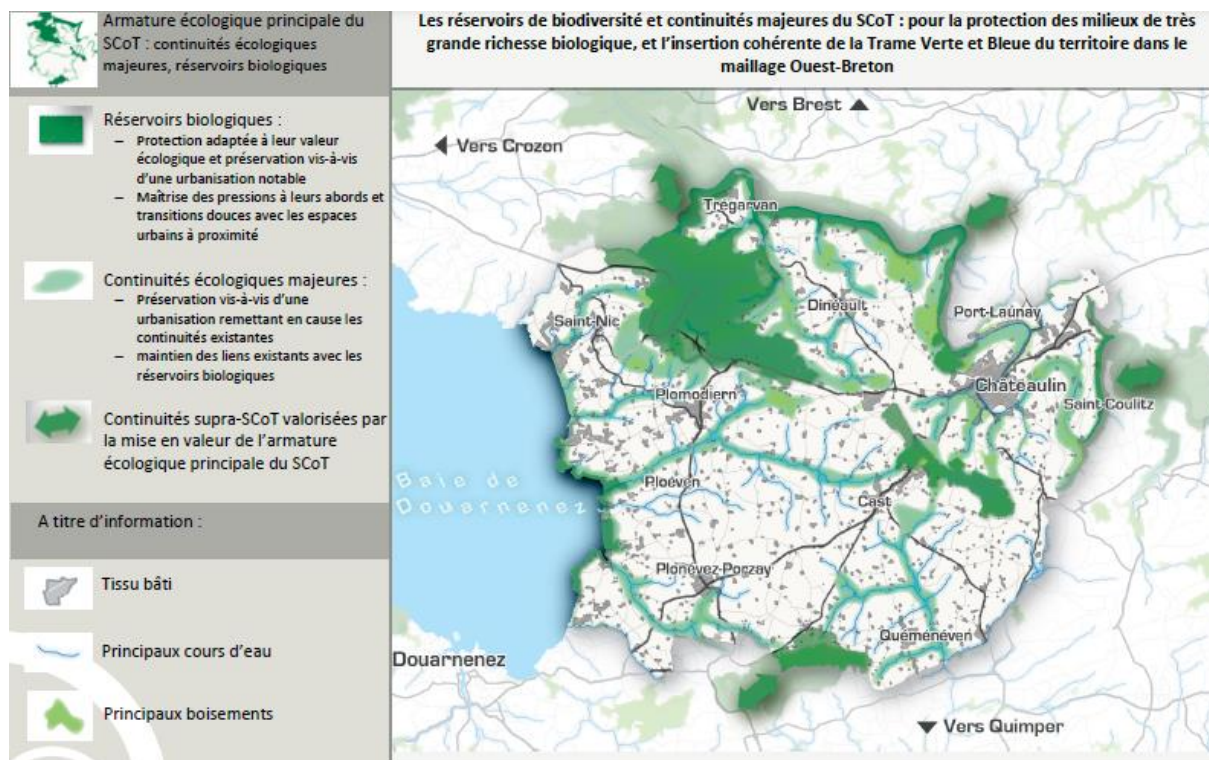 Armature écologique principale du
SCoT : continuités écologiques
majeures, réservoirs biologiques
Réservoirs biologiques :
– Protection adaptée à leur valeur
écologique et préservation vis-à-vis
d'une urbanisation notable
– Maîtrise des pressions à leurs abords et
transitions douces avec les espaces
urbains à proximité
Continuités écologiques majeures :
– Préservation vis-à-vis d'une
urbanisation remettant en cause les
continuités existantes
– maintien des liens existants avec les
réservoirs biologiques
Continuités supra-SCoT valorisées par
la mise en valeur de l'armature
écologique principale du SCoT
A titre d'information :
Tissu bâti
Principaux cours d'eau
Principaux boisements
Les réservoirs de biodiversité et continuités majeures du SCoT : pour la protection des milieux de très
grande richesse biologique, et l'insertion cohérente de la Trame Verte et Bleue du territoire dans le
maillage Ouest-Breton
Vers Brest
Vers Crozon
Trégarvan
Dinéault
Port-Launay
Saint-Nic
Châteaulin
Plomodiern
Saint-Coulitz
Baie de
Douarnenez
Ploéven
Cast
Plonévez-Porzay
Quéménéven
Douarnenez
Vers Quimper